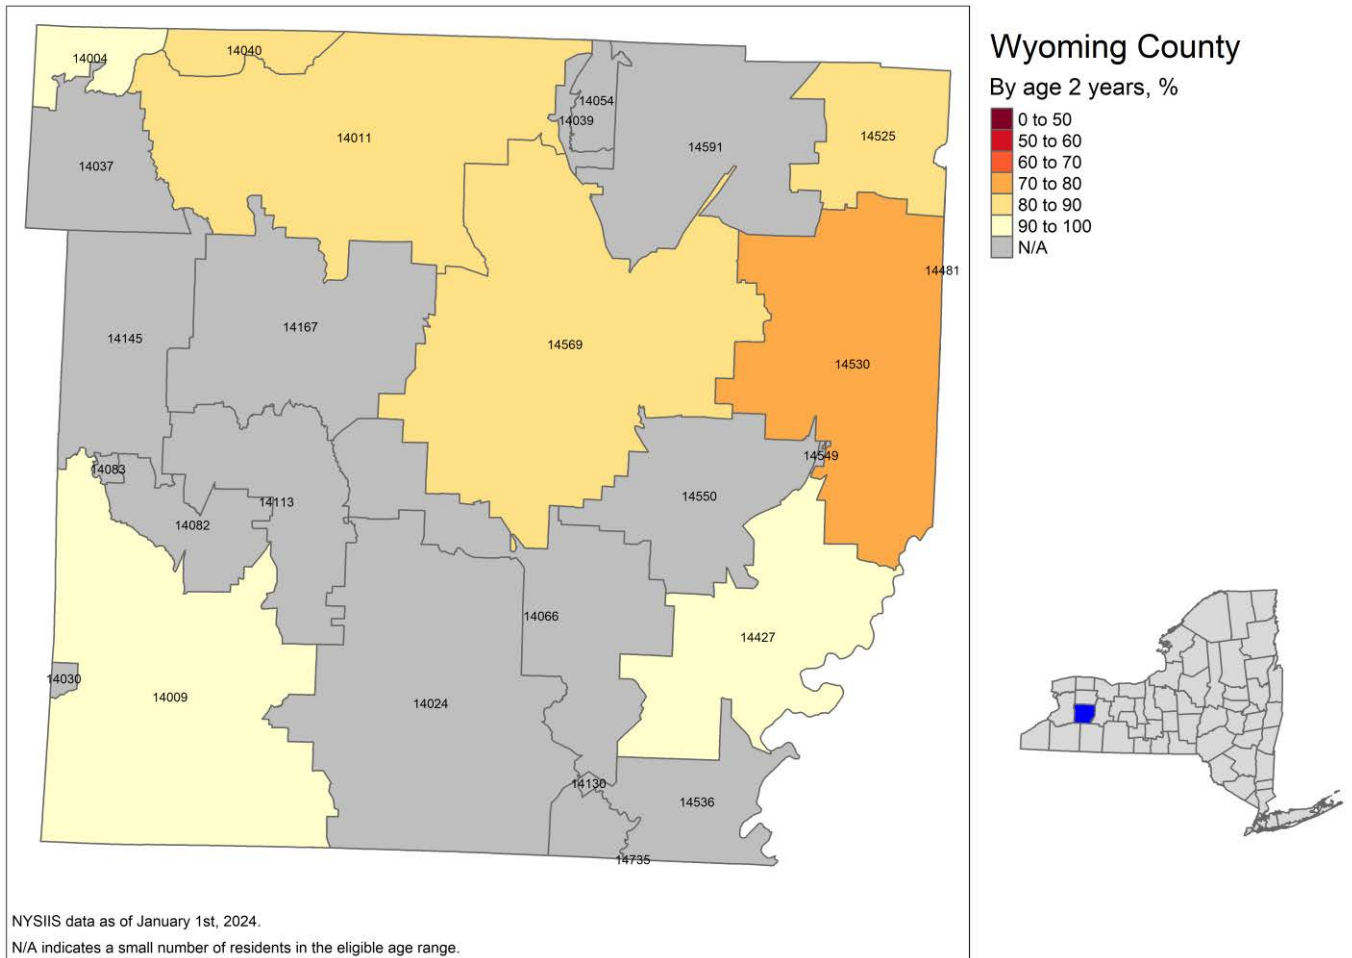 Wyoming County
By age 2 years, %
0 to 50
50 to 60
60 to 70
70 to 80
80 to 90
90 to 100
N/A
14004
14040
14054
14039
14011
14525
14591
14037
14481
14167
14145
14569
14530
14549
14083
14550
14113
14082
14066
14427
14030
14009
14024
14130
14536
14735
NYSIIS data as of January 1st, 2024.
N/A indicates a small number of residents in the eligible age range.